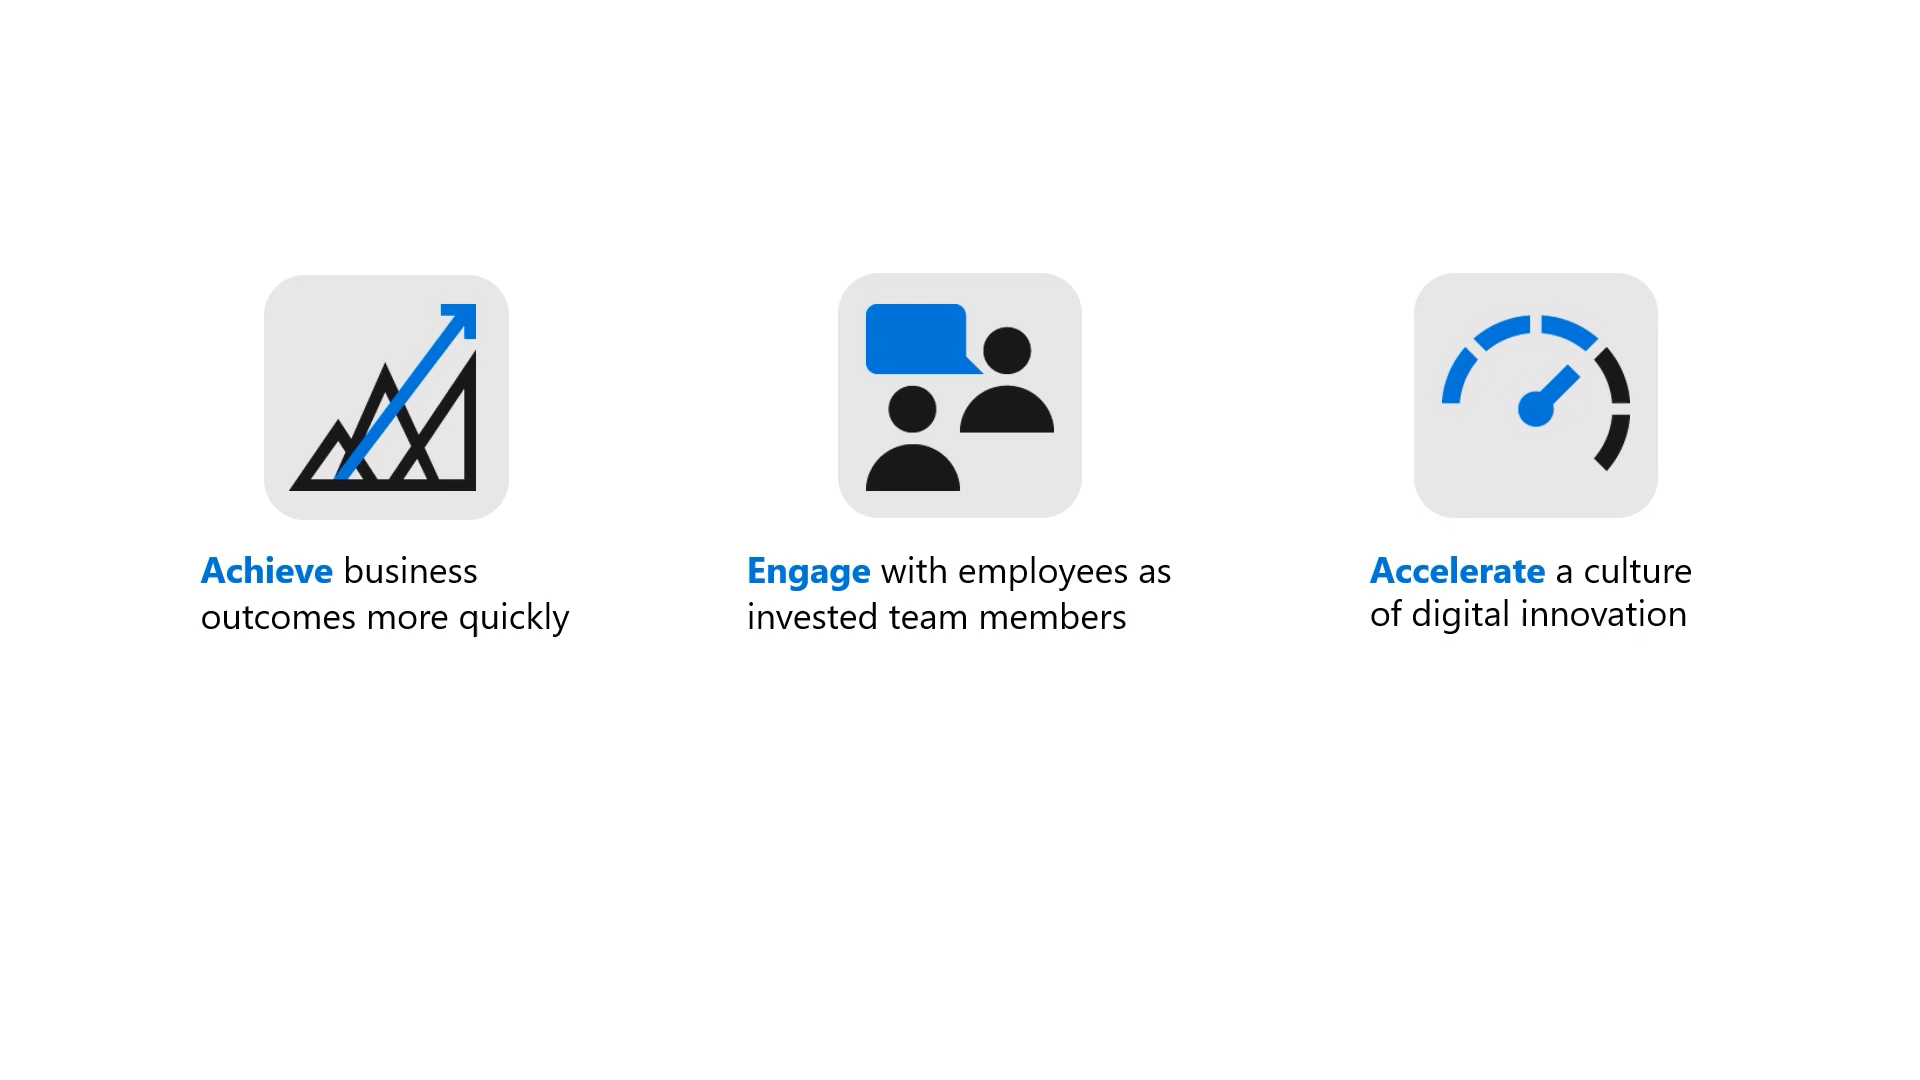 Achieve business
outcomes more quickly
Engage with employees as
invested team members
Accelerate a culture
of digital innovation